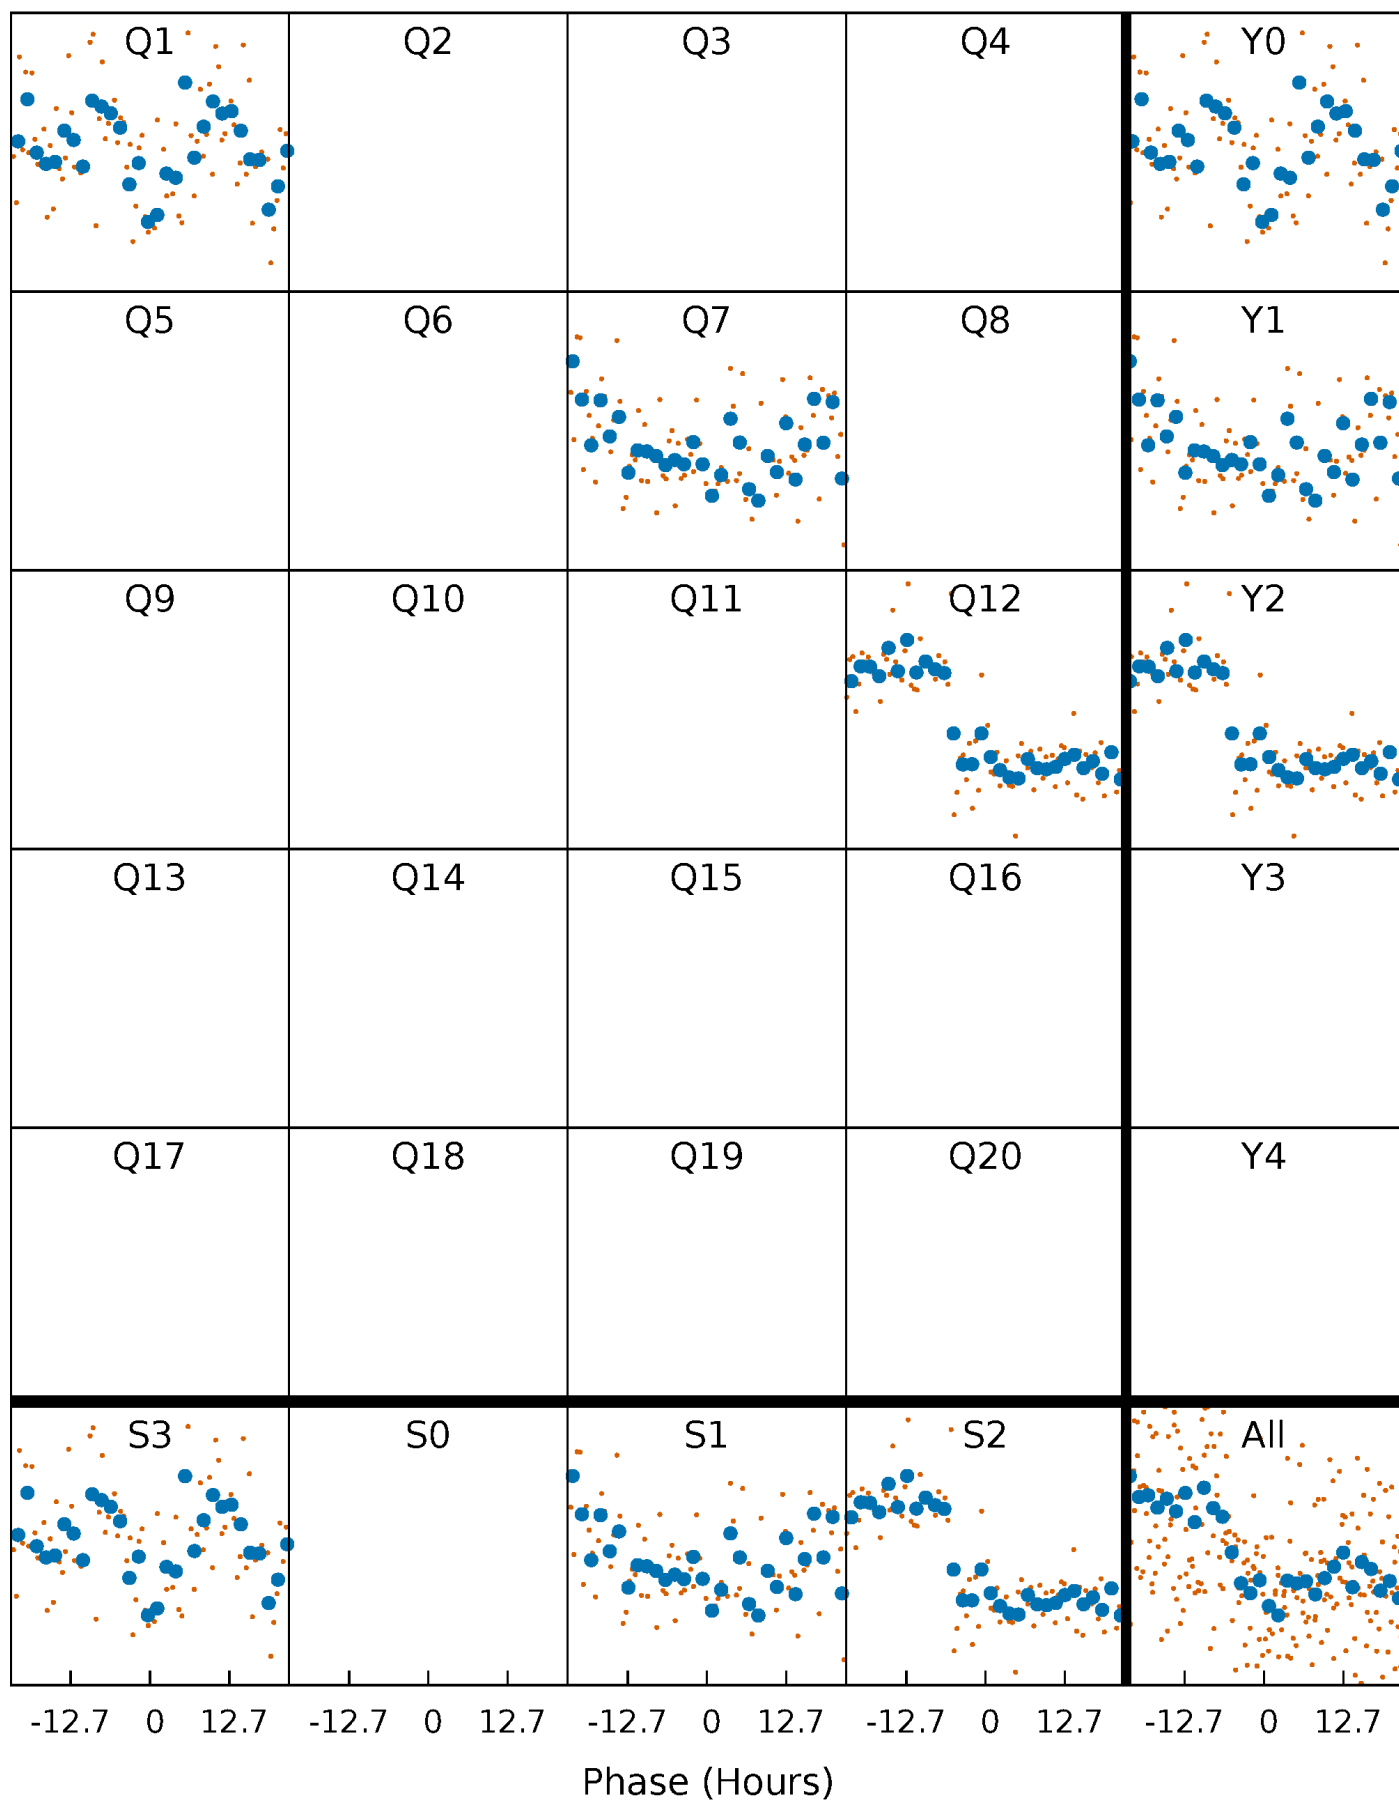 Q1 Q2 Q3 Q4 Y0
Q5 Q6 Q7 Q8 Y1
Q9 Q10 Q11 Q12 Y2
Q13 Q14 Q15 Q16 Y3
Q17 Q18 Q19 Q20 Y4
S3 S0 S1 S2 All
-12.7 0 12.7 -12.7 0 12.7 -12.7 0 12.7 -12.7 0 12.7 -12.7 0 12.7
Phase (Hours)